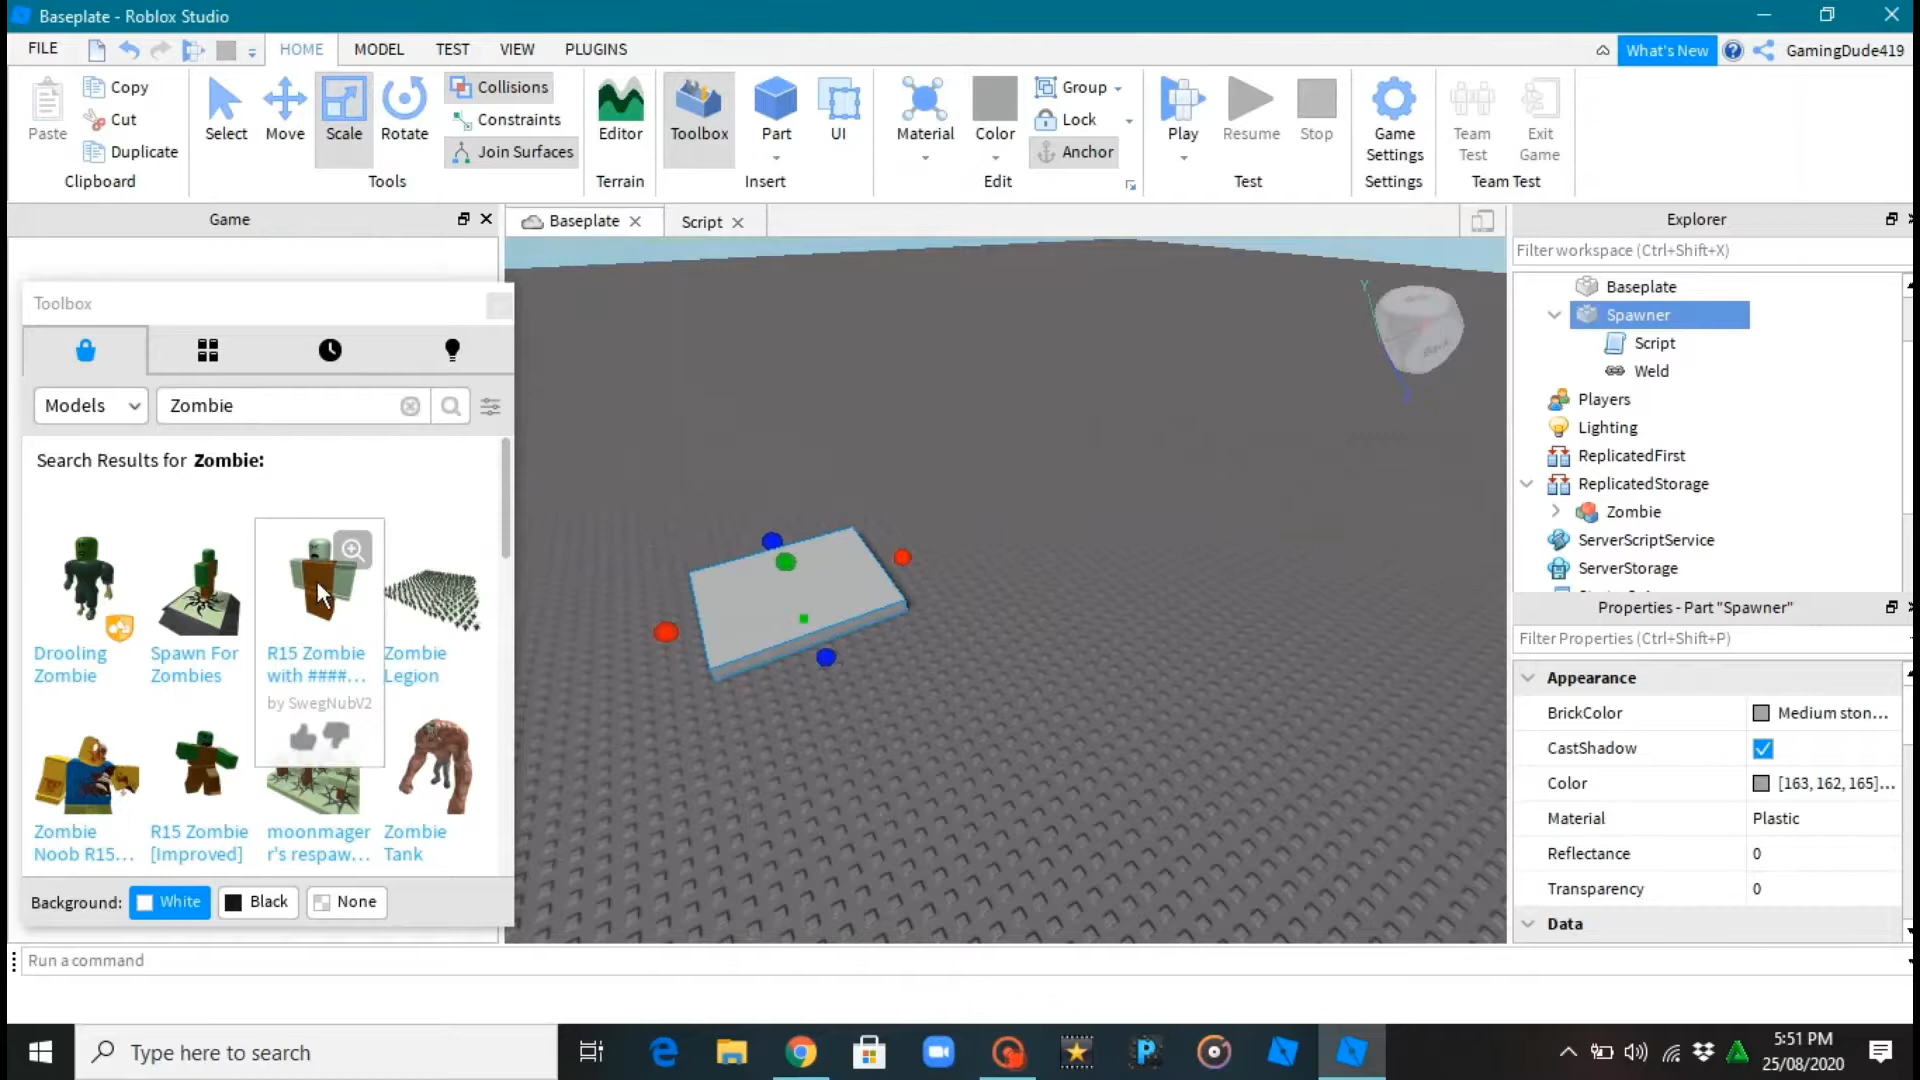 Baseplate - Roblox Studio
FILE HOME MODEL TEST VIEW PLUGINS What's New GamingDude419
Paste Copy Cut Duplicate Clipboard
Select Move Scale Rotate Collisions Constraints Join Surfaces Tools
Editor Terrain
Toolbox Part UI Insert
Material Color Group Lock Anchor Edit
Play Resume Stop Test
Game Settings Settings
Team Test Exit Game Team Test
Game
Baseplate
Script
Toolbox
Models Zombie
Search Results for Zombie:
Drooling Zombie
Spawn For Zombies
R15 Zombie with ####...
by SwegNubV2
Zombie Legion
Zombie Noob R15...
R15 Zombie [Improved]
moonmager r's respaw...
Zombie Tank
Background: White Black None
Back
Y
Z
Explorer
Filter workspace (Ctrl+Shift+X)
Baseplate
Spawner
Script
Weld
Players
Lighting
ReplicatedFirst
ReplicatedStorage
Zombie
ServerScriptService
ServerStorage
Properties - Part "Spawner"
Filter Properties (Ctrl+Shift+P)
Appearance
BrickColor Medium ston...
CastShadow
Color [163, 162, 165]...
Material Plastic
Reflectance 0
Transparency 0
Data
Run a command
Type here to search
5:51 PM
25/08/2020